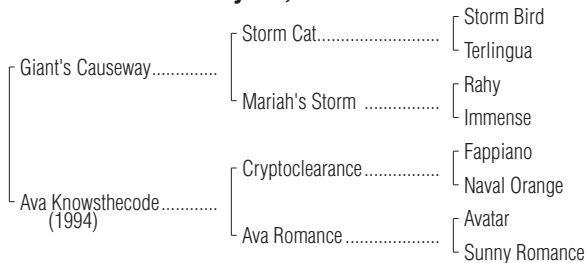 Storm Bird
Storm Cat................................
Terlingua
Giant's Causeway..............
Rahy
Mariah's Storm ...................
Immense
Fappiano
Cryptoclearance...................
Naval Orange
Ava Knowsthecode............
(1994)
Avatar
Ava Romance........................
Sunny Romance